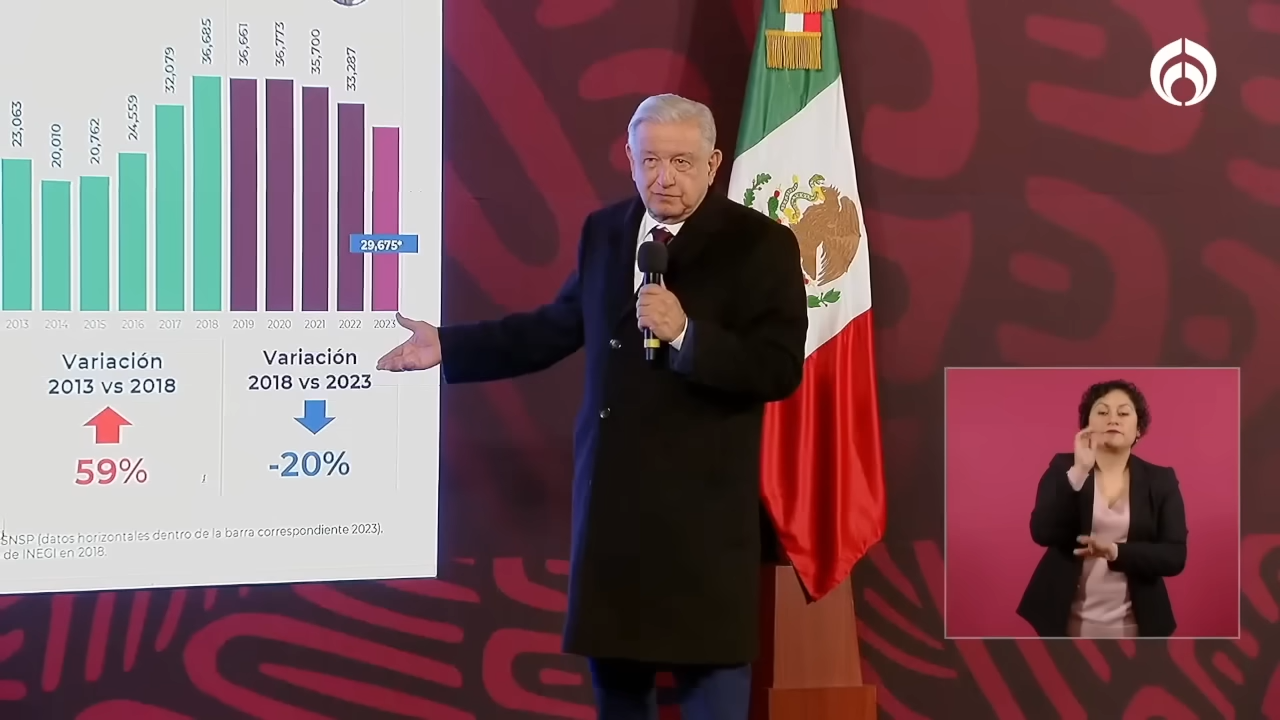 23,063
20,010
20,762
24,559
32,079
36,685
36,661
36,773
35,700
33,287
29,675*
2013 2014 2015 2016 2017 2018 2019 2020 2021 2022 2023
Variación
2013 vs 2018
59%
Variación
2018 vs 2023
-20%
SNSP (datos horizontales dentro de la barra correspondiente 2023).
de INEGI en 2018.